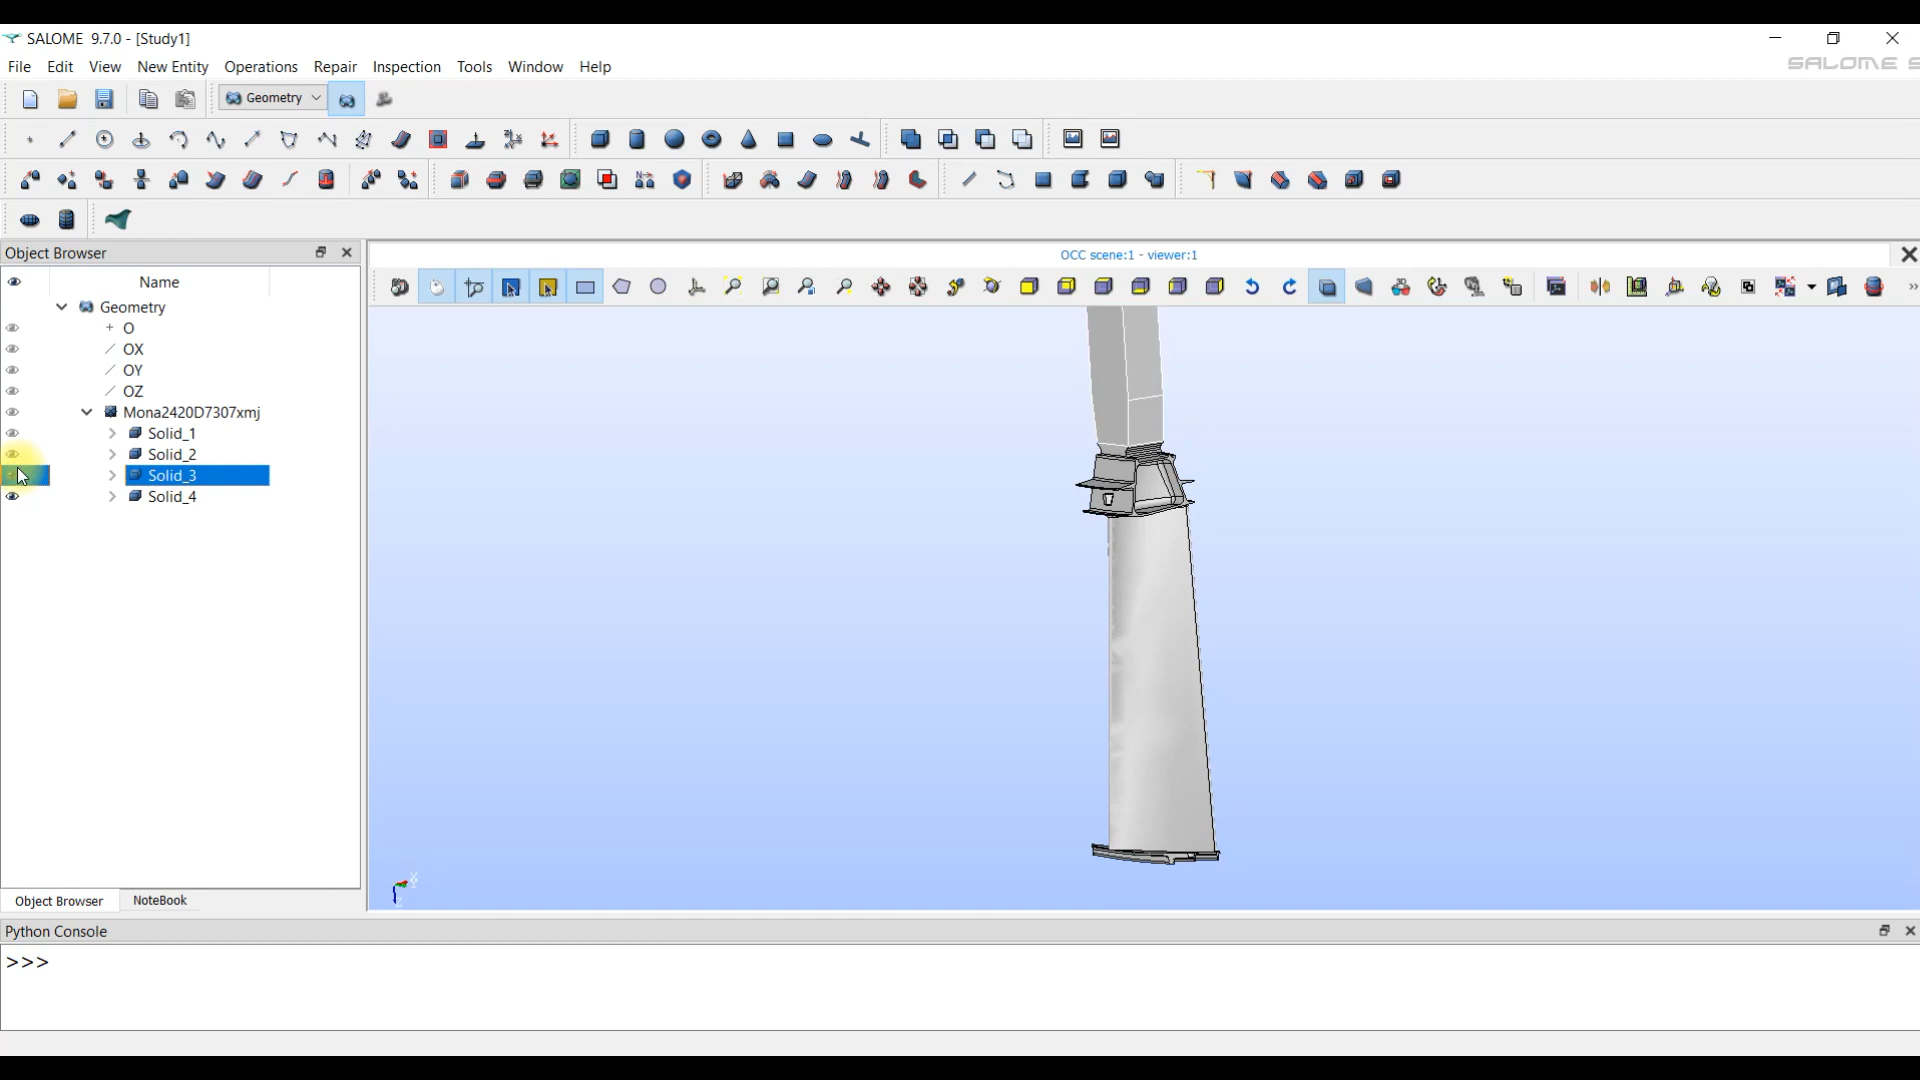 SALOME 9.7.0 - [Study1]
File Edit View New Entity Operations Repair Inspection Tools Window Help
SALOME S
Geometry
Object Browser
OCC scene:1 - viewer:1
Name
Geometry
O
OX
OY
OZ
Mona2420D7307xmj
Solid_1
Solid_2
Solid_3
Solid_4
Object Browser NoteBook
Python Console
>>>